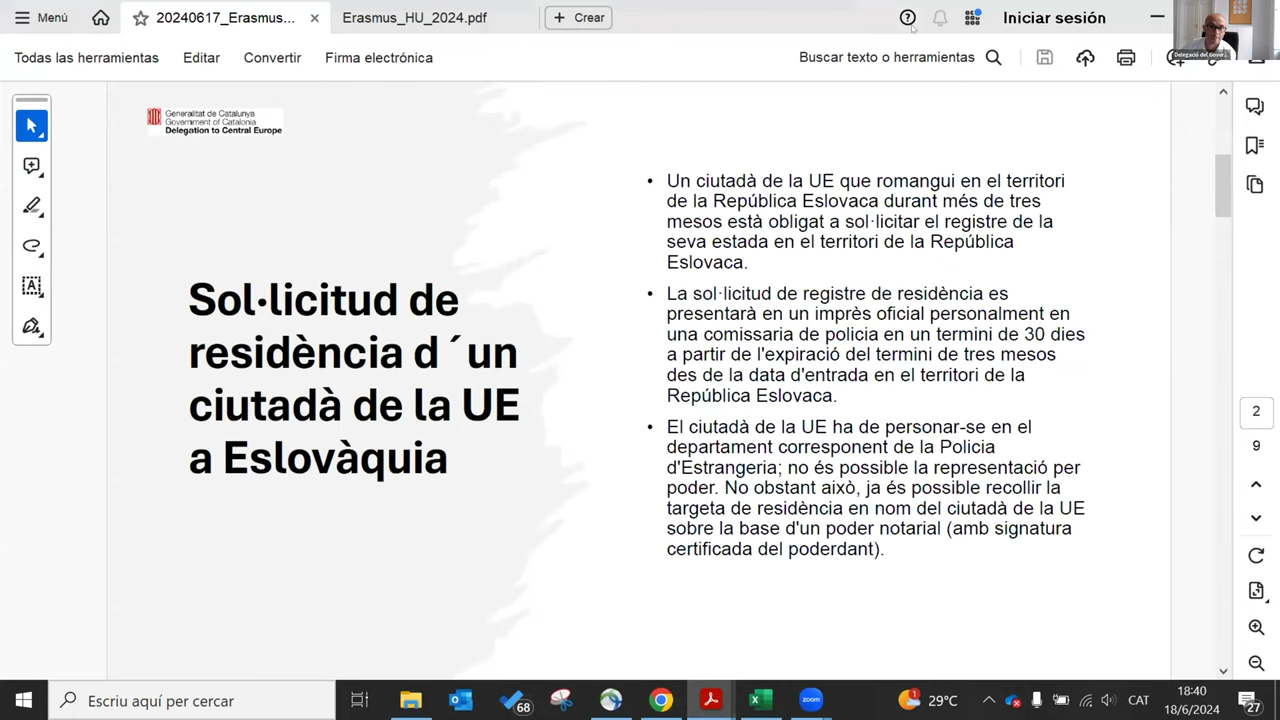 Menú
20240617_Erasmus...
Erasmus_HU_2024.pdf
Crear
Iniciar sesión
Todas las herramientas
Editar
Convertir
Firma electrónica
Buscar texto o herramientas
Generalitat de Catalunya
Government of Catalonia
Delegation to Central Europe
Sol·licitud de
residència d´un
ciutadà de la UE
a Eslovàquia
• Un ciutadà de la UE que romangui en el territori
de la República Eslovaca durant més de tres
mesos està obligat a sol·licitar el registre de la
seva estada en el territori de la República
Eslovaca.
• La sol·licitud de registre de residència es
presentarà en un imprès oficial personalment en
una comissaria de policia en un termini de 30 dies
a partir de l'expiració del termini de tres mesos
des de la data d'entrada en el territori de la
República Eslovaca.
• El ciutadà de la UE ha de personar-se en el
departament corresponent de la Policia
d'Estrangeria; no és possible la representació per
poder. No obstant això, ja és possible recollir la
targeta de residència en nom del ciutadà de la UE
sobre la base d'un poder notarial (amb signatura
certificada del poderdant).
2
9
Escriu aquí per cercar
68
zoom
1
29°C
CAT
18:40
18/6/2024
27